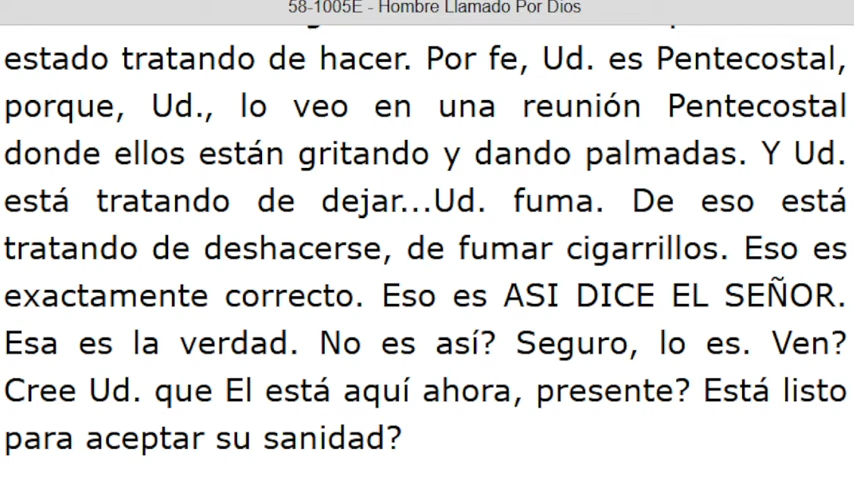 58-1005E - Hombre Llamado Por Dios
estado tratando de hacer. Por fe, Ud. es Pentecostal,
porque, Ud., lo veo en una reunión Pentecostal
donde ellos están gritando y dando palmadas. Y Ud.
está tratando de dejar...Ud. fuma. De eso está
tratando de deshacerse, de fumar cigarrillos. Eso es
exactamente correcto. Eso es ASI DICE EL SEÑOR.
Esa es la verdad. No es así? Seguro, lo es. Ven?
Cree Ud. que El está aquí ahora, presente? Está listo
para aceptar su sanidad?